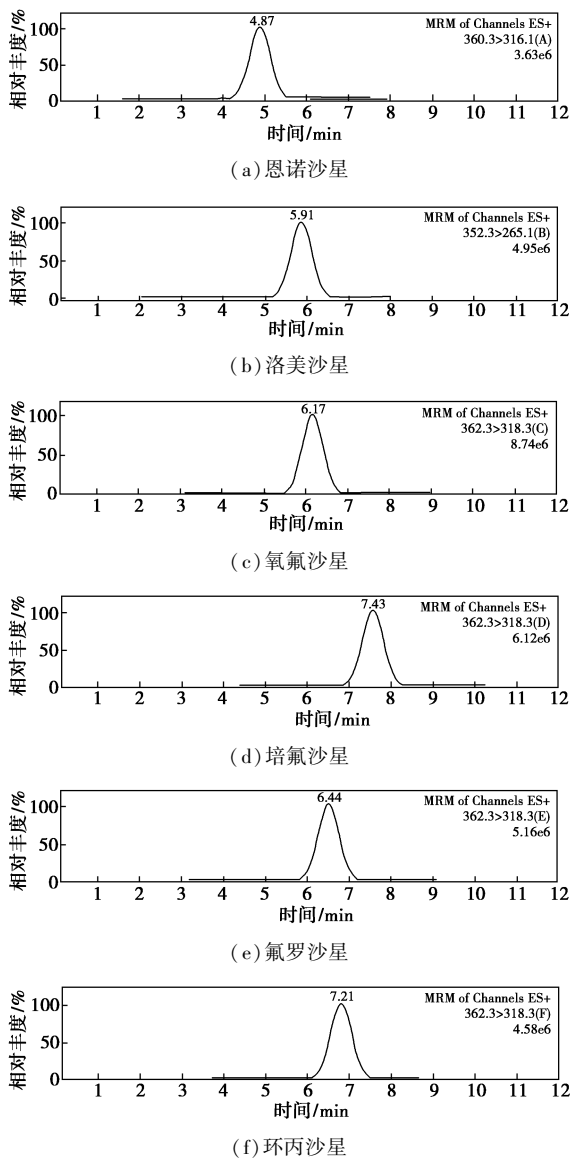 4.87
MRM of Channels ES+
360.3>316.1(A)
3.63e6
100
50
0
相对丰度/%
1 2 3 4 5 6 7 8 9 10 11 12
时间/min
(a)恩诺沙星
5.91
MRM of Channels ES+
352.3>265.1(B)
4.95e6
100
50
0
相对丰度/%
1 2 3 4 5 6 7 8 9 10 11 12
时间/min
(b)洛美沙星
6.17
MRM of Channels ES+
362.3>318.3(C)
8.74e6
100
50
0
相对丰度/%
1 2 3 4 5 6 7 8 9 10 11 12
时间/min
(c)氧氟沙星
7.43
MRM of Channels ES+
362.3>318.3(D)
6.12e6
100
50
0
相对丰度/%
1 2 3 4 5 6 7 8 9 10 11 12
时间/min
(d)培氟沙星
6.44
MRM of Channels ES+
362.3>318.3(E)
5.16e6
100
50
0
相对丰度/%
1 2 3 4 5 6 7 8 9 10 11 12
时间/min
(e)氟罗沙星
7.21
MRM of Channels ES+
362.3>318.3(F)
4.58e6
100
50
0
相对丰度/%
1 2 3 4 5 6 7 8 9 10 11 12
时间/min
(f)环丙沙星